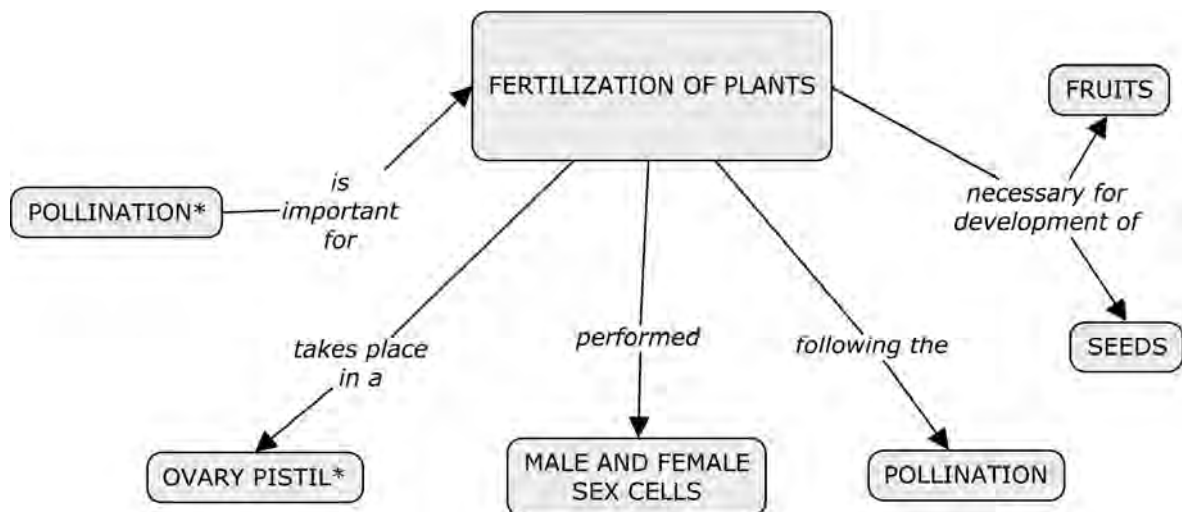 FERTILIZATION OF PLANTS
FRUITS
POLLINATION*
is
important
for
necessary for
development of
takes place
in a
performed
following the
SEEDS
OVARY PISTIL*
MALE AND FEMALE
SEX CELLS
POLLINATION